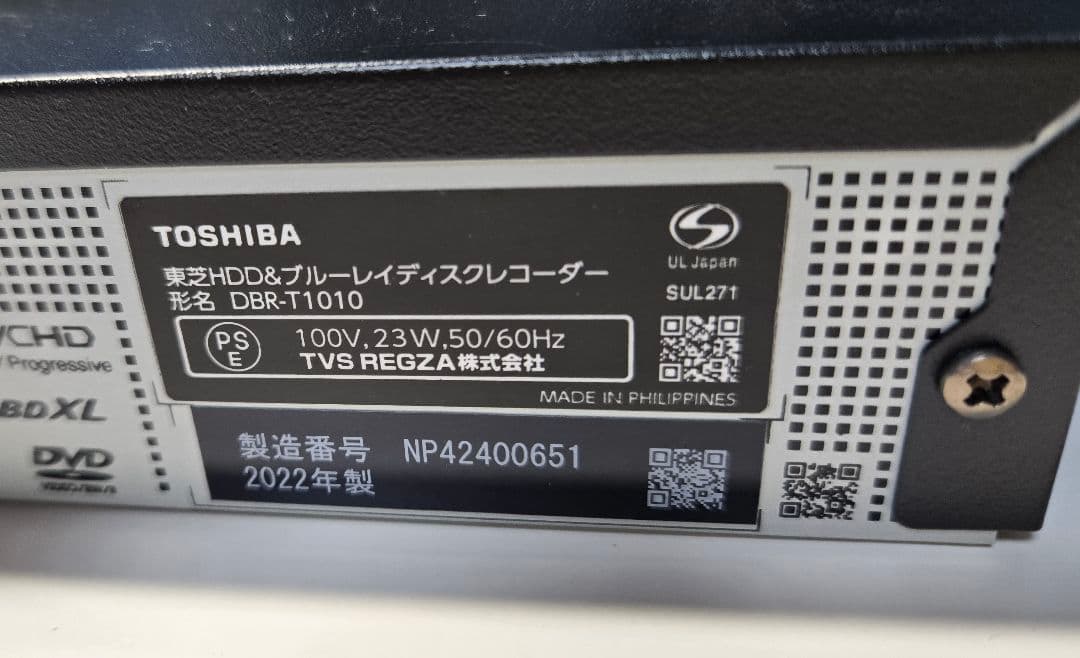 TOSHIBA
東芝HDD&ブルーレイディスクレコーダー
形名 DBR-T1010
PS
E
100V,23W,50/60Hz
TVS REGZA株式会社
UL Japan
SUL271
MADE IN PHILIPPINES
製造番号 NP42400651
2022年製
VCHD
Progressive
BDXL
DVD